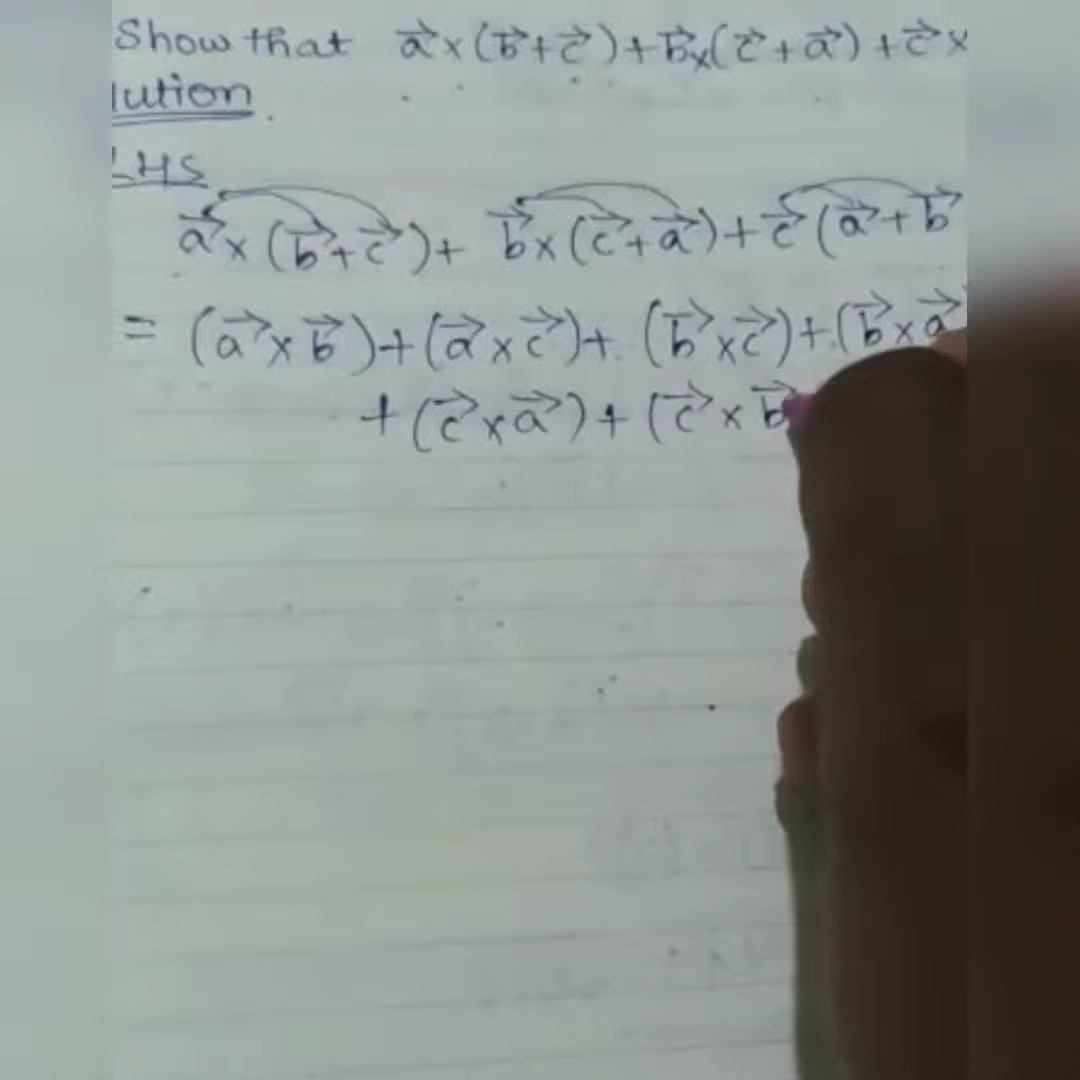 Show that a⃗ × (b⃗ + c⃗) + b⃗ × (c⃗ + a⃗) + c⃗ ×
lution
LHS
a⃗ × (b⃗ + c⃗) + b⃗ × (c⃗ + a⃗) + c⃗ (a⃗ + b⃗
= (a⃗ × b⃗) + (a⃗ × c⃗) + (b⃗ × c⃗) + (b⃗ × a⃗
+ (c⃗ × a⃗) + (c⃗ × b⃗